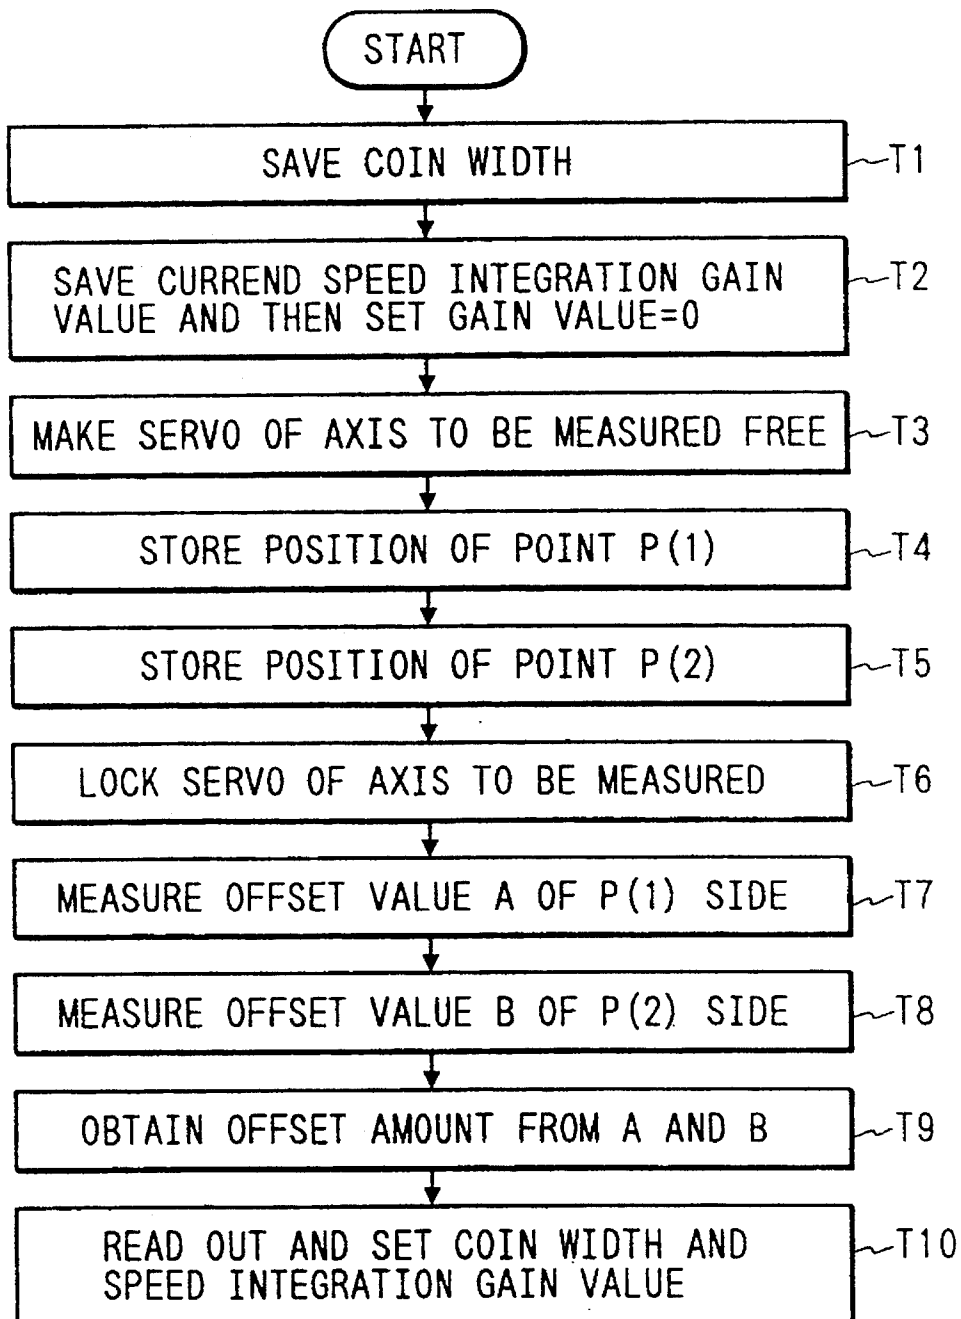 START
SAVE COIN WIDTH
T1
SAVE CURREND SPEED INTEGRATION GAIN
VALUE AND THEN SET GAIN VALUE=0
T2
MAKE SERVO OF AXIS TO BE MEASURED FREE
T3
STORE POSITION OF POINT P(1)
T4
STORE POSITION OF POINT P(2)
T5
LOCK SERVO OF AXIS TO BE MEASURED
T6
MEASURE OFFSET VALUE A OF P(1) SIDE
T7
MEASURE OFFSET VALUE B OF P(2) SIDE
T8
OBTAIN OFFSET AMOUNT FROM A AND B
T9
READ OUT AND SET COIN WIDTH AND
SPEED INTEGRATION GAIN VALUE
T10